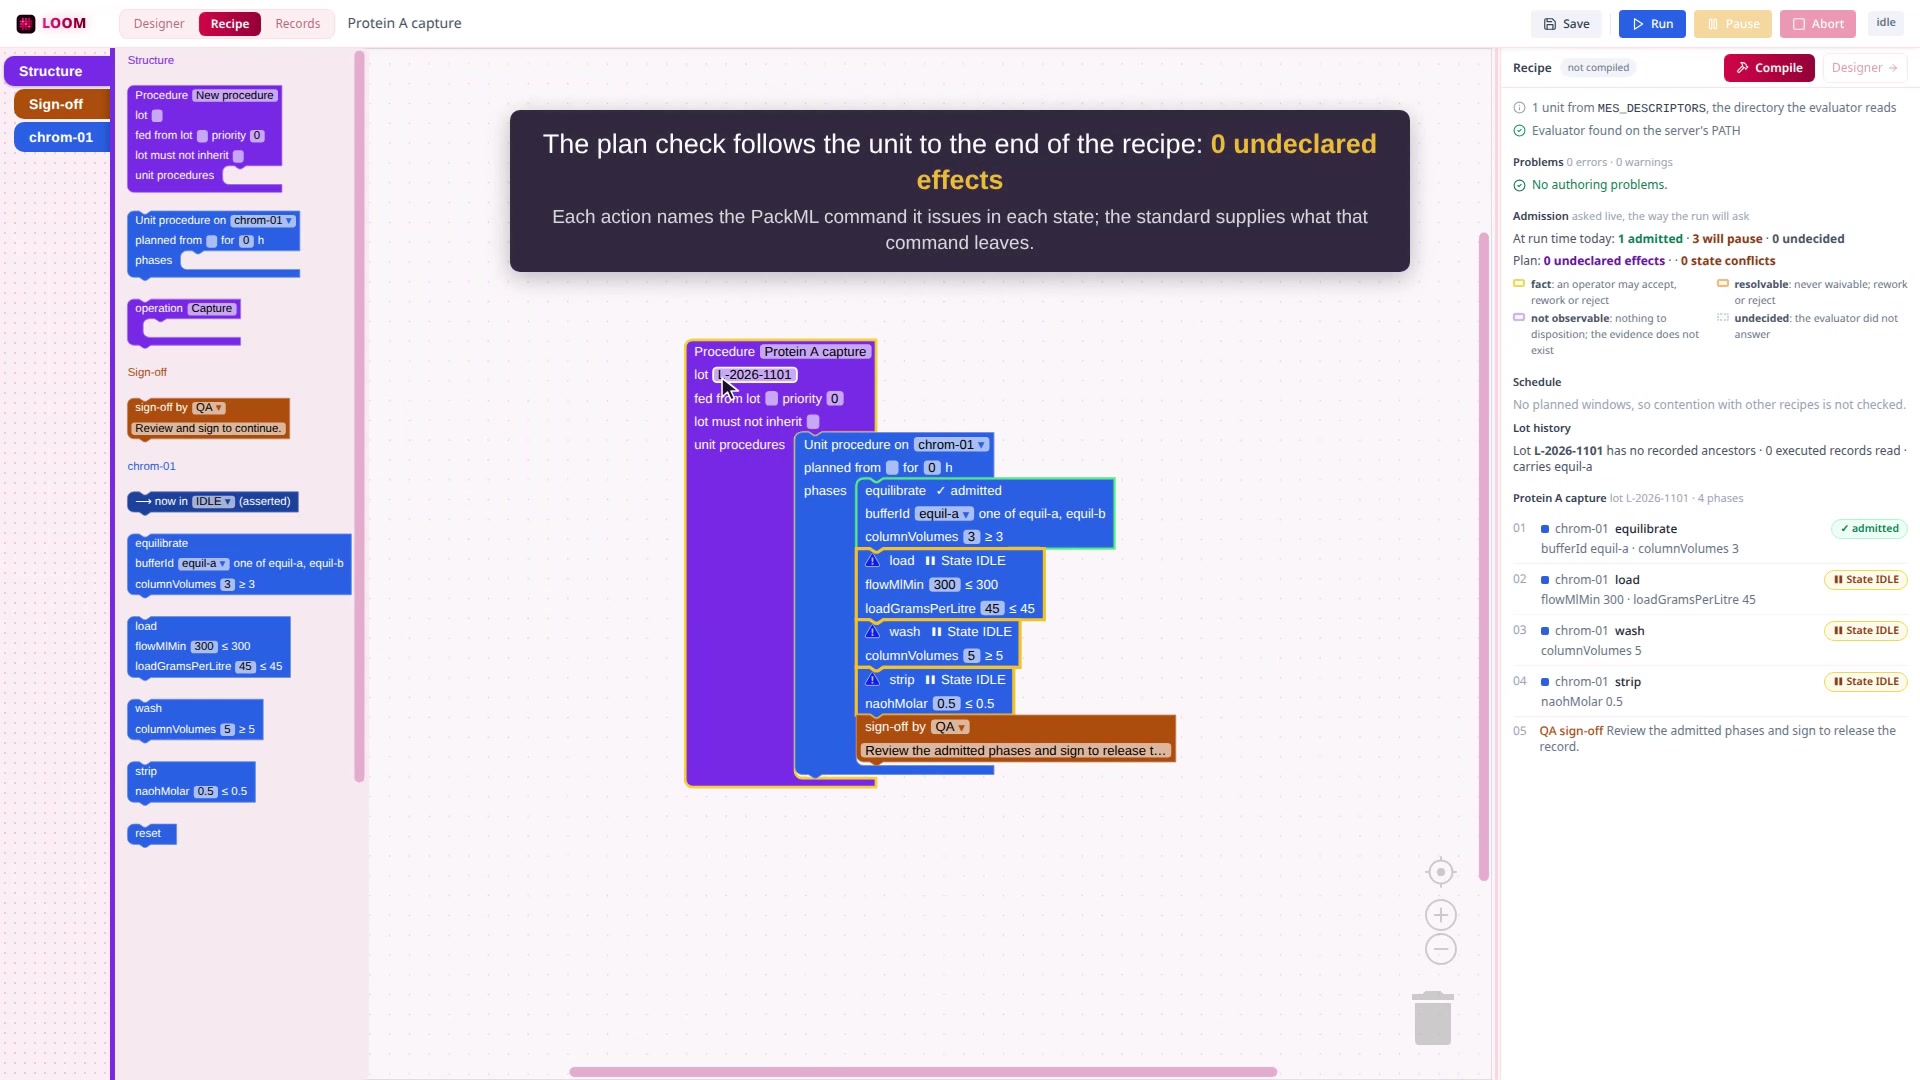 LOOM
Designer
Recipe
Records
Protein A capture
Save
Run
Pause
Abort
idle
Structure
Sign-off
chrom-01
Structure
Procedure New procedure
lot
fed from lot priority 0
lot must not inherit
unit procedures
Unit procedure on chrom-01 ▾
planned from for 0 h
phases
operation Capture
Sign-off
sign-off by QA ▾
Review and sign to continue.
chrom-01
⟶ now in IDLE ▾ (asserted)
equilibrate
bufferId equil-a ▾ one of equil-a, equil-b
columnVolumes 3 ≥ 3
load
flowMlMin 300 ≤ 300
loadGramsPerLitre 45 ≤ 45
wash
columnVolumes 5 ≥ 5
strip
naohMolar 0.5 ≤ 0.5
reset
The plan check follows the unit to the end of the recipe: 0 undeclared
effects
Each action names the PackML command it issues in each state; the standard supplies what that
command leaves.
Procedure Protein A capture
lot L-2026-1101
fed from lot priority 0
lot must not inherit
unit procedures
Unit procedure on chrom-01 ▾
planned from for 0 h
phases
equilibrate ✓ admitted
bufferId equil-a ▾ one of equil-a, equil-b
columnVolumes 3 ≥ 3
load State IDLE
flowMlMin 300 ≤ 300
loadGramsPerLitre 45 ≤ 45
wash State IDLE
columnVolumes 5 ≥ 5
strip State IDLE
naohMolar 0.5 ≤ 0.5
sign-off by QA ▾
Review the admitted phases and sign to release t…
Recipe not compiled
Compile
Designer →
1 unit from MES_DESCRIPTORS, the directory the evaluator reads
Evaluator found on the server's PATH
Problems 0 errors · 0 warnings
No authoring problems.
Admission asked live, the way the run will ask
At run time today: 1 admitted · 3 will pause · 0 undecided
Plan: 0 undeclared effects · · 0 state conflicts
fact: an operator may accept,
rework or reject
resolvable: never waivable; rework
or reject
not observable: nothing to
disposition; the evidence does not
exist
undecided: the evaluator did not
answer
Schedule
No planned windows, so contention with other recipes is not checked.
Lot history
Lot L-2026-1101 has no recorded ancestors · 0 executed records read ·
carries equil-a
Protein A capture lot L-2026-1101 · 4 phases
01 chrom-01 equilibrate ✓ admitted
bufferId equil-a · columnVolumes 3
02 chrom-01 load State IDLE
flowMlMin 300 · loadGramsPerLitre 45
03 chrom-01 wash State IDLE
columnVolumes 5
04 chrom-01 strip State IDLE
naohMolar 0.5
05 QA sign-off Review the admitted phases and sign to release the
record.